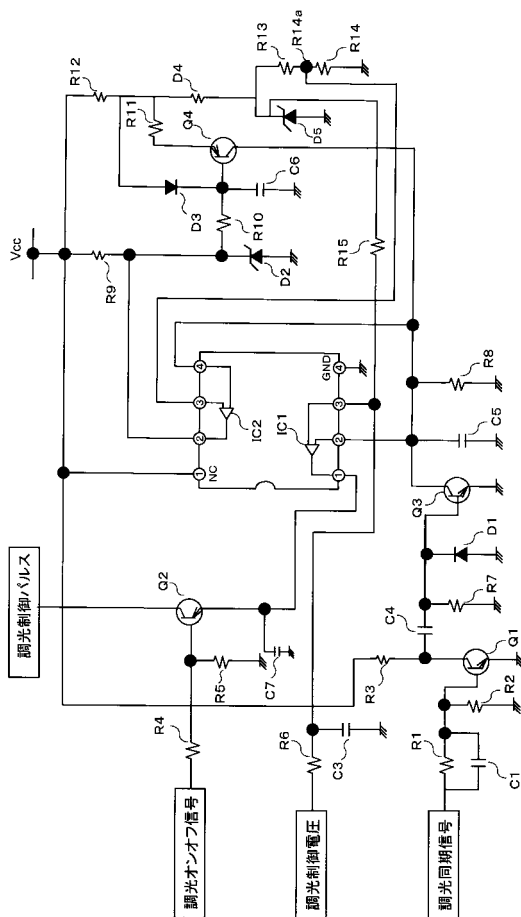 Vcc
R12
R9
R11
D4
D3
Q4
R13
R14a
R14
D5
C6
R10
D2
R15
調光制御パルス
Q2
1
2
3
4
NC
IC2
IC1
GND
1
2
3
4
R4
調光オンオフ信号
R5
C7
R6
調光制御電圧
C3
R3
C4
R7
D1
Q3
C5
R8
R1
調光同期信号
C1
R2
Q1